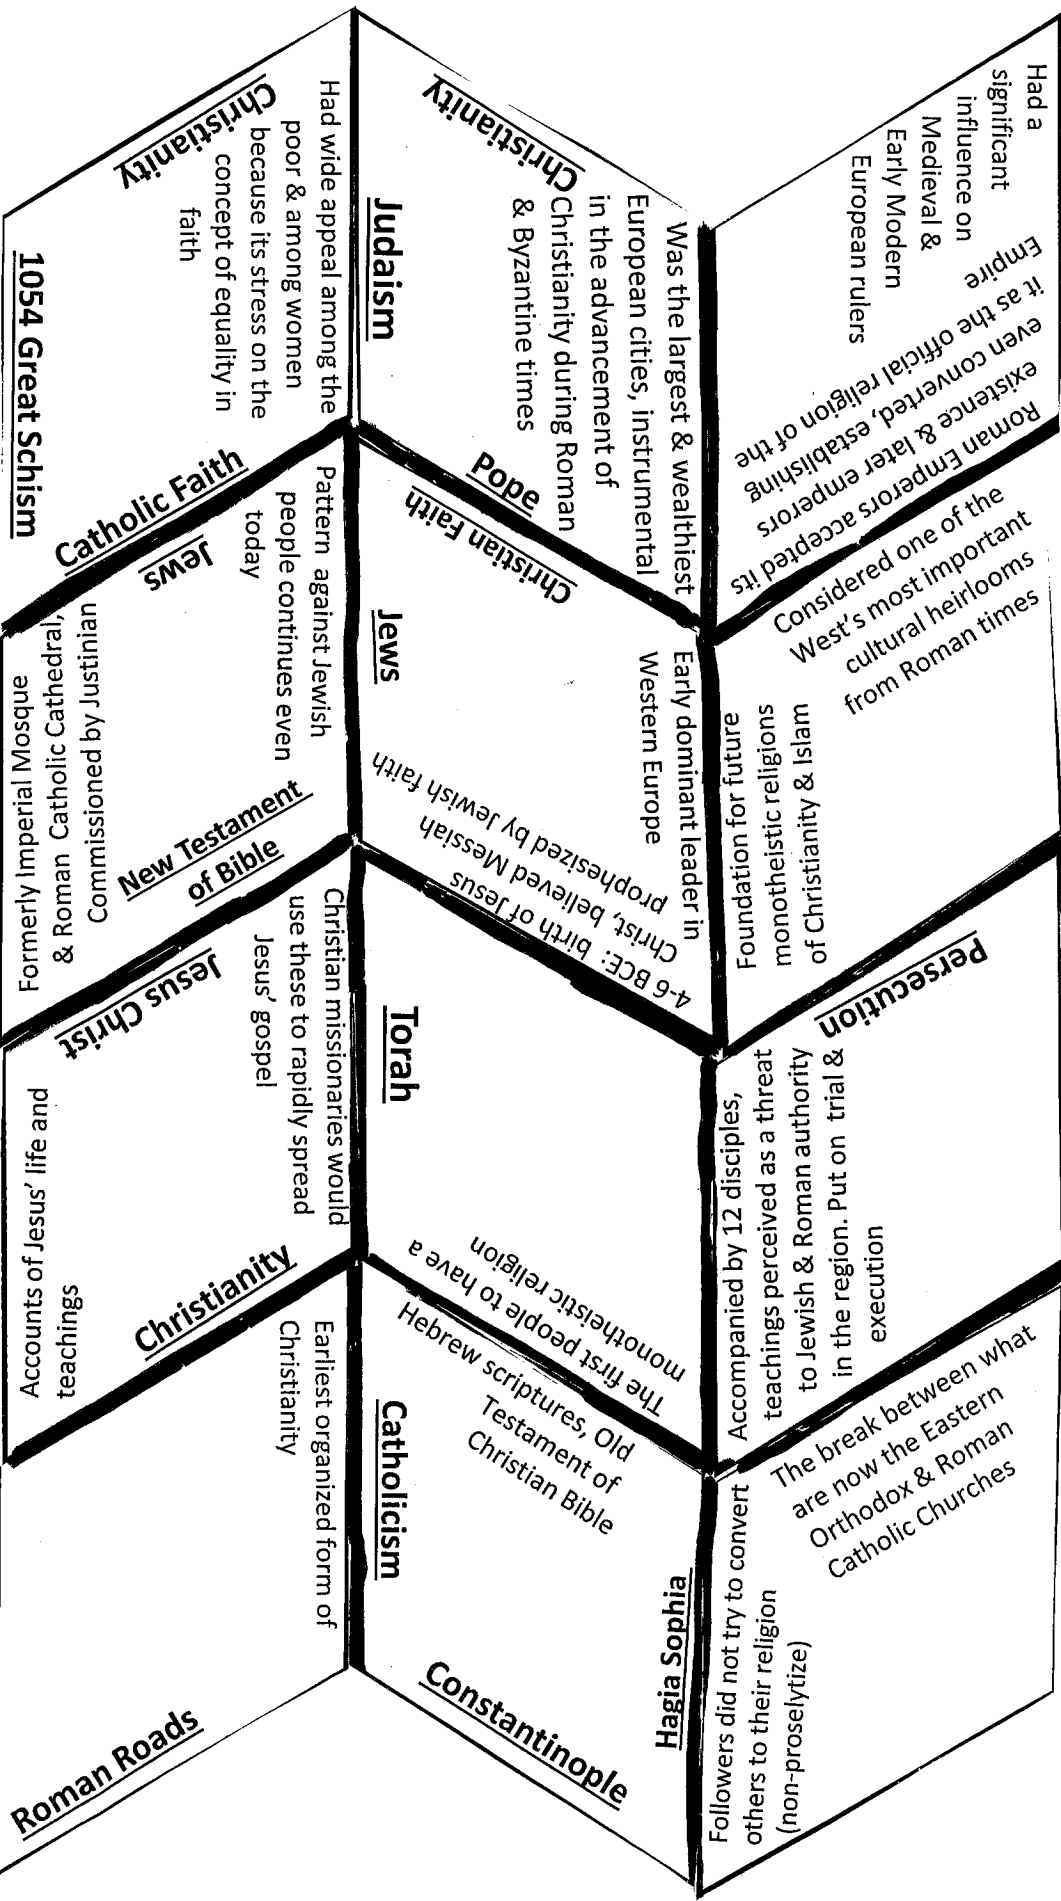 Christianity
Had wide appeal among the
poor & among women
because its stress on the
concept of equality in
faith
1054 Great Schism
Catholic Faith
Christianity
Judaism
Was the largest & wealthiest
European cities, instrumental
in the advancement of
Christianity during Roman
& Byzantine times
Pope
Had a
significant
influence on
Medieval &
Early Modern
European rulers
Roman Emperors accepted its
existence & later emperors
even converted, establishing
it as the official religion of the
Empire
Jews
Pattern against Jewish
people continues even
today
Formerly Imperial Mosque
& Roman Catholic Cathedral,
Commissioned by Justinian
New Testament
of Bible
Christian Faith
Jews
Early dominant leader in
Western Europe
4-6 BCE: birth of Jesus
Christ, believed Messiah
prophesized by Jewish faith
Considered one of the
West's most important
cultural heirlooms
from Roman times
Foundation for future
monotheistic religions
of Christianity & Islam
Jesus Christ
Christian missionaries would
use these to rapidly spread
Jesus' gospel
Accounts of Jesus' life and
teachings
Christianity
Torah
The first people to have a
monotheistic religion
Persecution
Accompanied by 12 disciples,
teachings perceived as a threat
to Jewish & Roman authority
in the region. Put on trial &
execution
Earliest organized form of
Christianity
Roman Roads
Hebrew scriptures, Old
Testament of
Christian Bible
Catholicism
Hagia Sophia
Constantinople
The break between what
are now the Eastern
Orthodox & Roman
Catholic Churches
Followers did not try to convert
others to their religion
(non-proselytize)